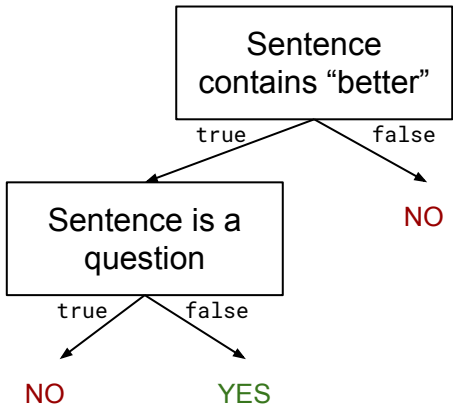 Sentence
contains “better”
true
false
Sentence is a
question
NO
true
false
NO
YES